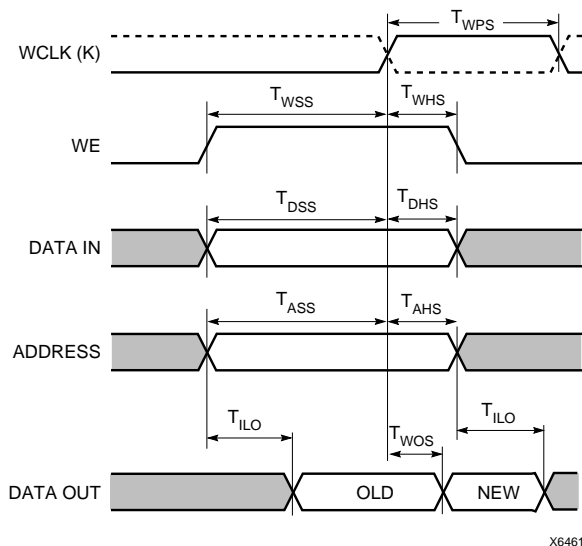 T_WPS
WCLK (K)
T_WSS T_WHS
WE
T_DSS T_DHS
DATA IN
T_ASS T_AHS
ADDRESS
T_ILO T_WOS T_ILO
DATA OUT OLD NEW
X6461